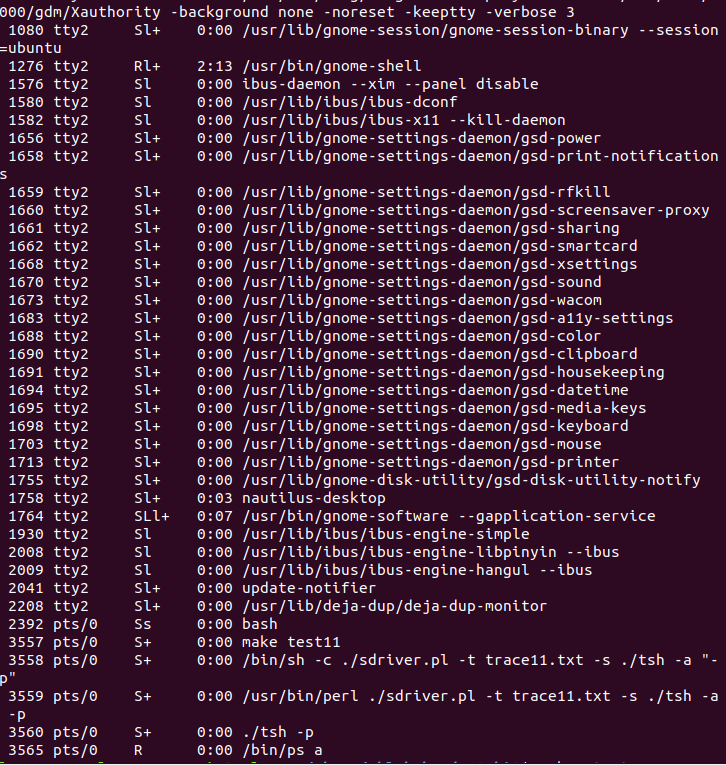 000/gdm/Xauthority -background none -noreset -keeptty -verbose 3
1080 tty2 Sl+ 0:00 /usr/lib/gnome-session/gnome-session-binary --session
=ubuntu
1276 tty2 Rl+ 2:13 /usr/bin/gnome-shell
1576 tty2 Sl 0:00 ibus-daemon --xim --panel disable
1580 tty2 Sl 0:00 /usr/lib/ibus/ibus-dconf
1582 tty2 Sl 0:00 /usr/lib/ibus/ibus-x11 --kill-daemon
1656 tty2 Sl+ 0:00 /usr/lib/gnome-settings-daemon/gsd-power
1658 tty2 Sl+ 0:00 /usr/lib/gnome-settings-daemon/gsd-print-notification
s
1659 tty2 Sl+ 0:00 /usr/lib/gnome-settings-daemon/gsd-rfkill
1660 tty2 Sl+ 0:00 /usr/lib/gnome-settings-daemon/gsd-screensaver-proxy
1661 tty2 Sl+ 0:00 /usr/lib/gnome-settings-daemon/gsd-sharing
1662 tty2 Sl+ 0:00 /usr/lib/gnome-settings-daemon/gsd-smartcard
1668 tty2 Sl+ 0:00 /usr/lib/gnome-settings-daemon/gsd-xsettings
1670 tty2 Sl+ 0:00 /usr/lib/gnome-settings-daemon/gsd-sound
1673 tty2 Sl+ 0:00 /usr/lib/gnome-settings-daemon/gsd-wacom
1683 tty2 Sl+ 0:00 /usr/lib/gnome-settings-daemon/gsd-a11y-settings
1688 tty2 Sl+ 0:00 /usr/lib/gnome-settings-daemon/gsd-color
1690 tty2 Sl+ 0:00 /usr/lib/gnome-settings-daemon/gsd-clipboard
1691 tty2 Sl+ 0:00 /usr/lib/gnome-settings-daemon/gsd-housekeeping
1694 tty2 Sl+ 0:00 /usr/lib/gnome-settings-daemon/gsd-datetime
1695 tty2 Sl+ 0:00 /usr/lib/gnome-settings-daemon/gsd-media-keys
1698 tty2 Sl+ 0:00 /usr/lib/gnome-settings-daemon/gsd-keyboard
1703 tty2 Sl+ 0:00 /usr/lib/gnome-settings-daemon/gsd-mouse
1713 tty2 Sl+ 0:00 /usr/lib/gnome-settings-daemon/gsd-printer
1755 tty2 Sl+ 0:00 /usr/lib/gnome-disk-utility/gsd-disk-utility-notify
1758 tty2 Sl+ 0:03 nautilus-desktop
1764 tty2 SLl+ 0:07 /usr/bin/gnome-software --gapplication-service
1930 tty2 Sl 0:00 /usr/lib/ibus/ibus-engine-simple
2008 tty2 Sl 0:00 /usr/lib/ibus/ibus-engine-libpinyin --ibus
2009 tty2 Sl 0:00 /usr/lib/ibus/ibus-engine-hangul --ibus
2041 tty2 Sl+ 0:00 update-notifier
2208 tty2 Sl+ 0:00 /usr/lib/deja-dup/deja-dup-monitor
2392 pts/0 Ss 0:00 bash
3557 pts/0 S+ 0:00 make test11
3558 pts/0 S+ 0:00 /bin/sh -c ./sdriver.pl -t trace11.txt -s ./tsh -a "-
p"
3559 pts/0 S+ 0:00 /usr/bin/perl ./sdriver.pl -t trace11.txt -s ./tsh -a
-p
3560 pts/0 S+ 0:00 ./tsh -p
3565 pts/0 R 0:00 /bin/ps a